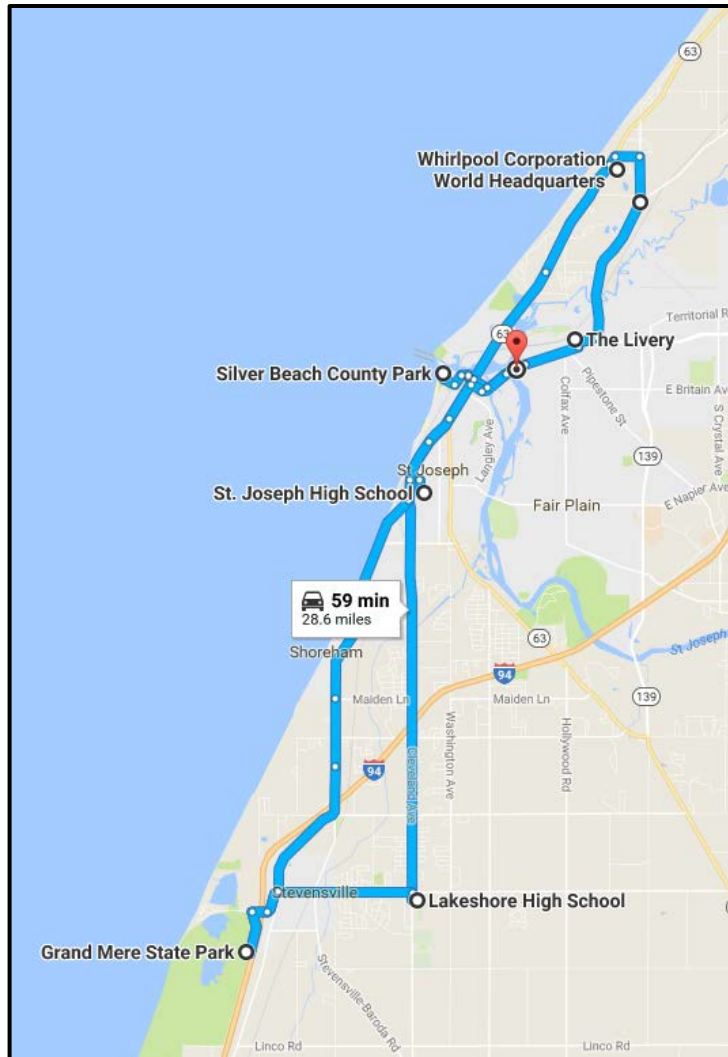 63
Whirlpool Corporation
World Headquarters
63
The Livery
Territorial R
Silver Beach County Park
Colfax Ave
Pipestone St
E Britain Ave
S Crystal Ave
Langley Ave
139
St Joseph
St. Joseph High School
E Napier Ave
Fair Plain
59 min
28.6 miles
63
St Joseph
Shoreham
94
Maiden Ln
Maiden Ln
139
Washington Ave
Hollywood Rd
94
Cleveland Ave
Stevensville
Lakeshore High School
Grand Mere State Park
Stevensville-Baroda Rd
Linco Rd
Linco Rd